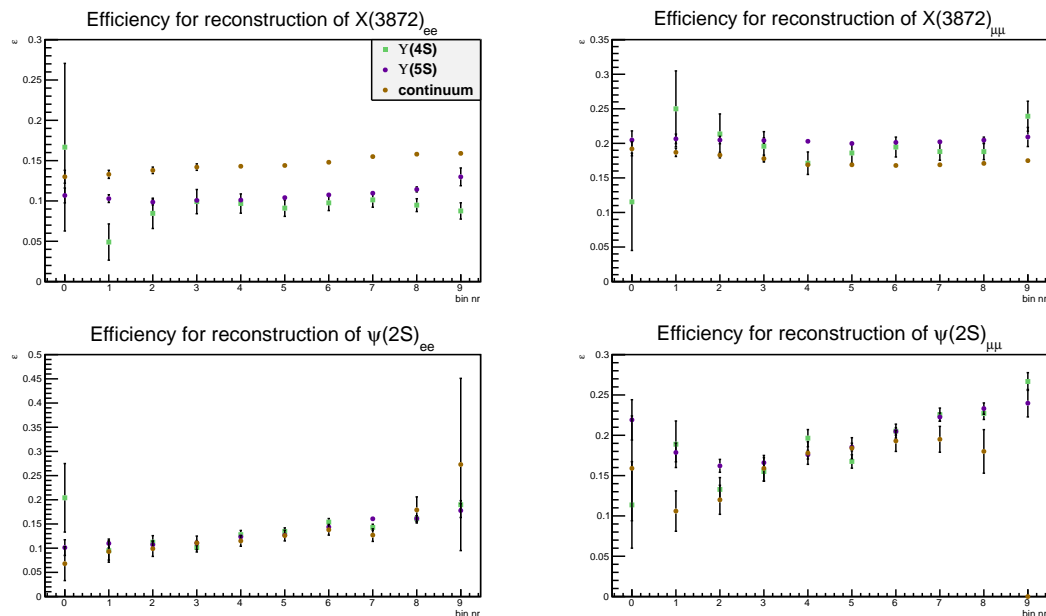 Efficiency for reconstruction of X(3872)ee
ε
0.3
0.25
0.2
0.15
0.1
0.05
0
ϒ(4S)
ϒ(5S)
continuum
0 1 2 3 4 5 6 7 8 9
bin nr
Efficiency for reconstruction of X(3872)μμ
ε
0.35
0.3
0.25
0.2
0.15
0.1
0.05
0
0 1 2 3 4 5 6 7 8 9
bin nr
Efficiency for reconstruction of ψ(2S)ee
ε
0.5
0.45
0.4
0.35
0.3
0.25
0.2
0.15
0.1
0.05
0
0 1 2 3 4 5 6 7 8 9
bin nr
Efficiency for reconstruction of ψ(2S)μμ
ε
0.3
0.25
0.2
0.15
0.1
0.05
0
0 1 2 3 4 5 6 7 8 9
bin nr